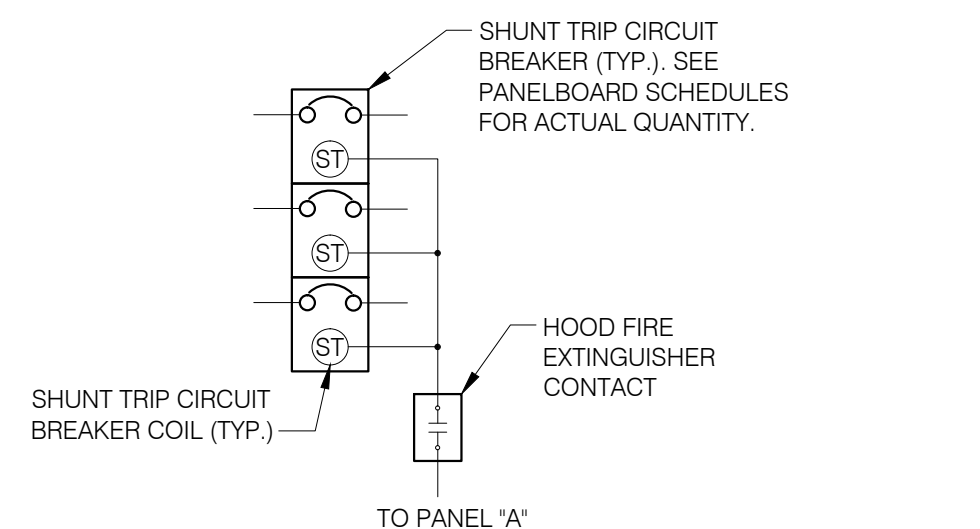 SHUNT TRIP CIRCUIT
BREAKER (TYP.). SEE
PANELBOARD SCHEDULES
FOR ACTUAL QUANTITY.
ST
ST
ST
HOOD FIRE
EXTINGUISHER
CONTACT
SHUNT TRIP CIRCUIT
BREAKER COIL (TYP.)
TO PANEL "A"